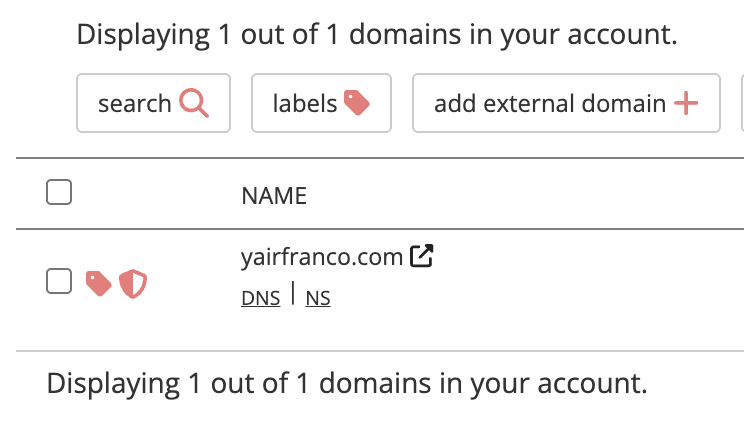 Displaying 1 out of 1 domains in your account.
search labels add external domain
NAME
yairfranco.com
DNS | NS
Displaying 1 out of 1 domains in your account.